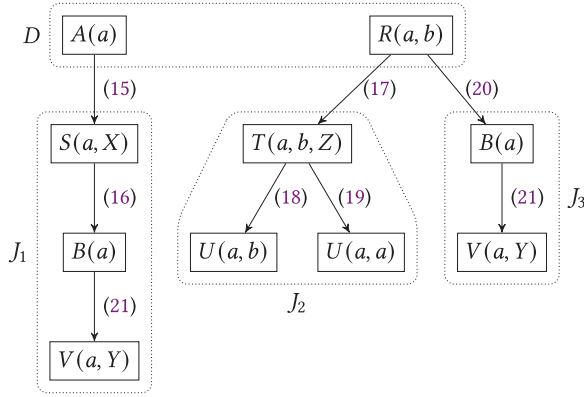 D A(a) R(a, b)
(15) (17) (20)
S(a, X) T(a, b, Z) B(a)
(16) (18) (19) (21) J₃
J₁ B(a) U(a, b) U(a, a) V(a, Y)
(21) J₂
V(a, Y)